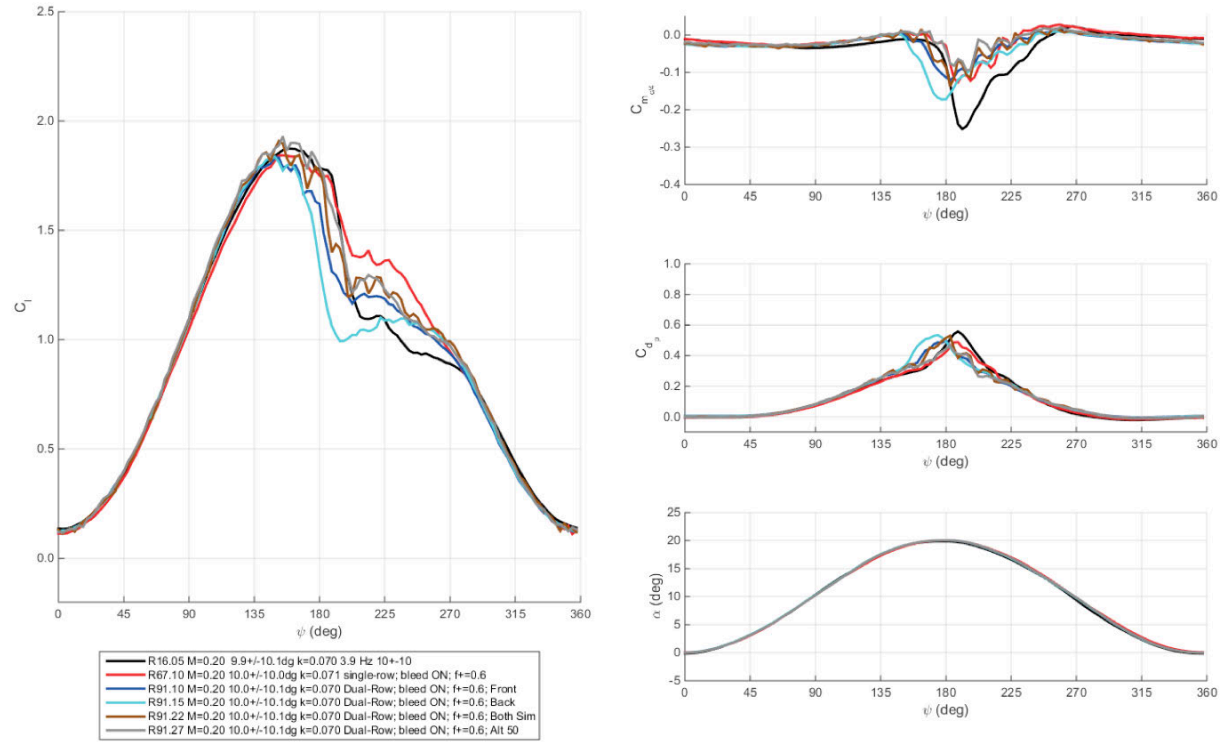 2.5
2.0
1.5
1.0
0.5
0.0
C_l
0 45 90 135 180 225 270 315 360
ψ (deg)
R16.05 M=0.20 9.9+/-10.1dg k=0.070 3.9 Hz 10+-10
R67.10 M=0.20 10.0+/-10.0dg k=0.071 single-row; bleed ON; f+=0.6
R91.10 M=0.20 10.0+/-10.1dg k=0.070 Dual-Row; bleed ON; f+=0.6; Front
R91.15 M=0.20 10.0+/-10.1dg k=0.070 Dual-Row; bleed ON; f+=0.6; Back
R91.22 M=0.20 10.0+/-10.1dg k=0.070 Dual-Row; bleed ON; f+=0.6; Both Sim
R91.27 M=0.20 10.0+/-10.1dg k=0.070 Dual-Row; bleed ON; f+=0.6; Alt 50
0.0
-0.1
-0.2
-0.3
-0.4
C_m
0 45 90 135 180 225 270 315 360
ψ (deg)
1.0
0.8
0.6
0.4
0.2
0.0
C_d_p
0 45 90 135 180 225 270 315 360
ψ (deg)
25
20
15
10
5
0
-5
α (deg)
0 45 90 135 180 225 270 315 360
ψ (deg)